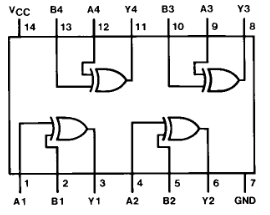 VCC B4 A4 Y4 B3 A3 Y3
14 13 12 11 10 9 8
1 2 3 4 5 6 7
A1 B1 Y1 A2 B2 Y2 GND